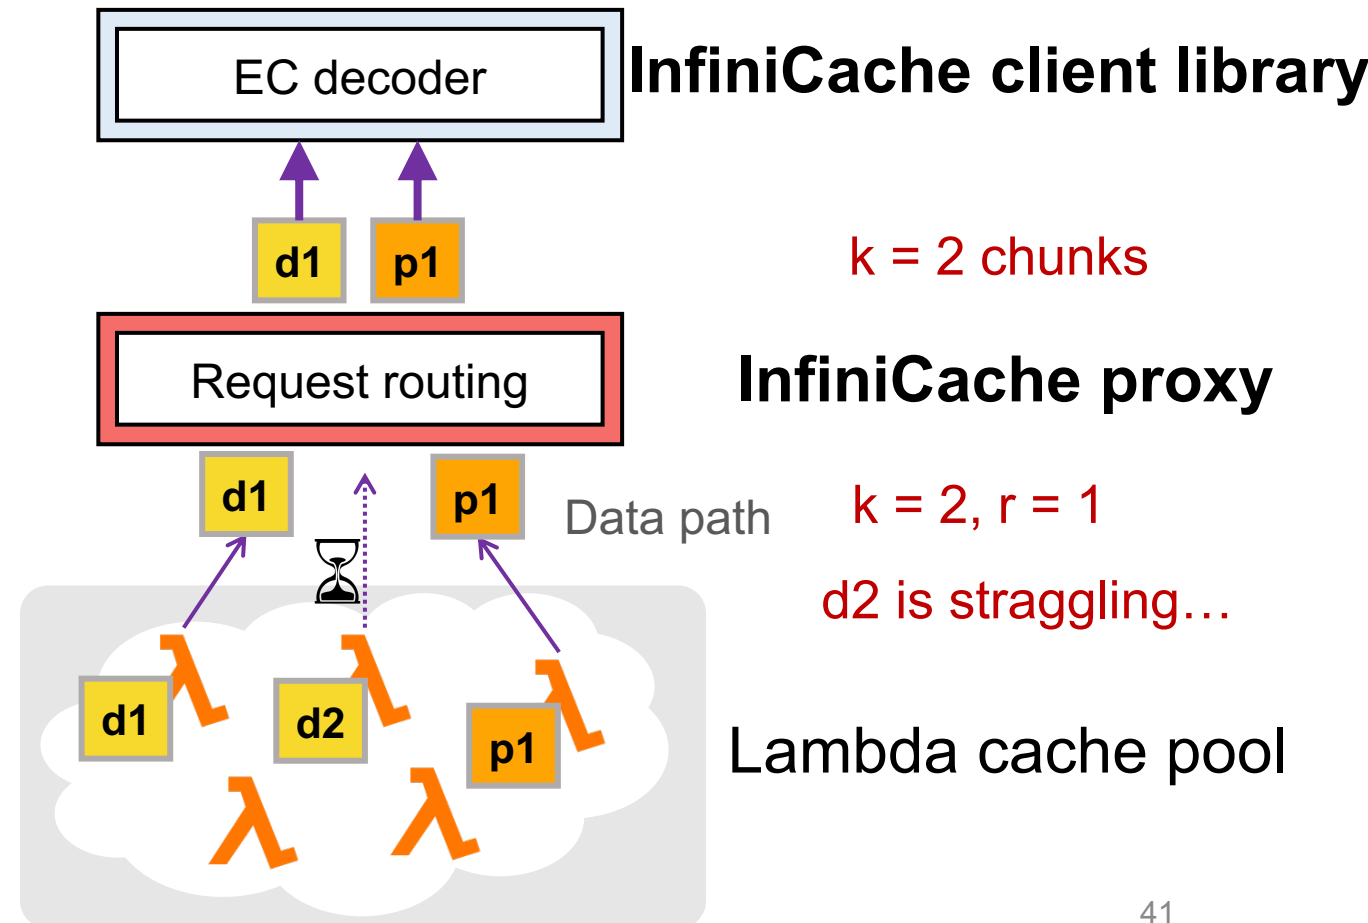 EC decoder
InfiniCache client library
d1
p1
k = 2 chunks
Request routing
InfiniCache proxy
d1
p1
Data path
k = 2, r = 1
d2 is straggling…
λ
λ
λ
d1
d2
p1
Lambda cache pool
λ
λ
41